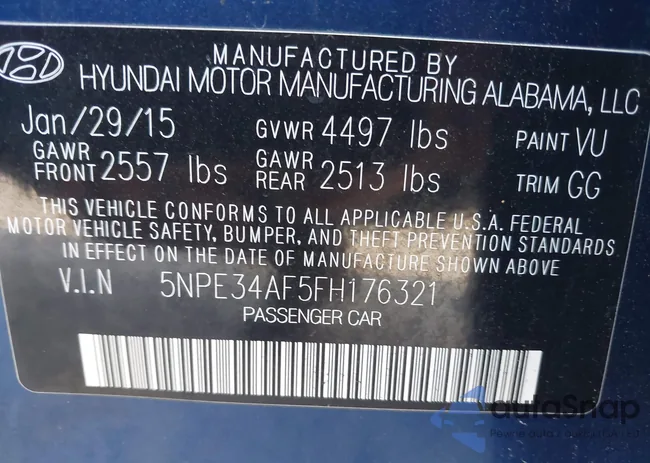 MANUFACTURED BY
HYUNDAI MOTOR MANUFACTURING ALABAMA, LLC
Jan/29/15 GVWR 4497 lbs PAINT VU
GAWR FRONT 2557 lbs GAWR REAR 2513 lbs TRIM GG
THIS VEHICLE CONFORMS TO ALL APPLICABLE U.S.A. FEDERAL
MOTOR VEHICLE SAFETY, BUMPER, AND THEFT PREVENTION STANDARDS
IN EFFECT ON THE DATE OF MANUFACTURE SHOWN ABOVE
V.I.N 5NPE34AF5FH176321
PASSENGER CAR
autoSnap